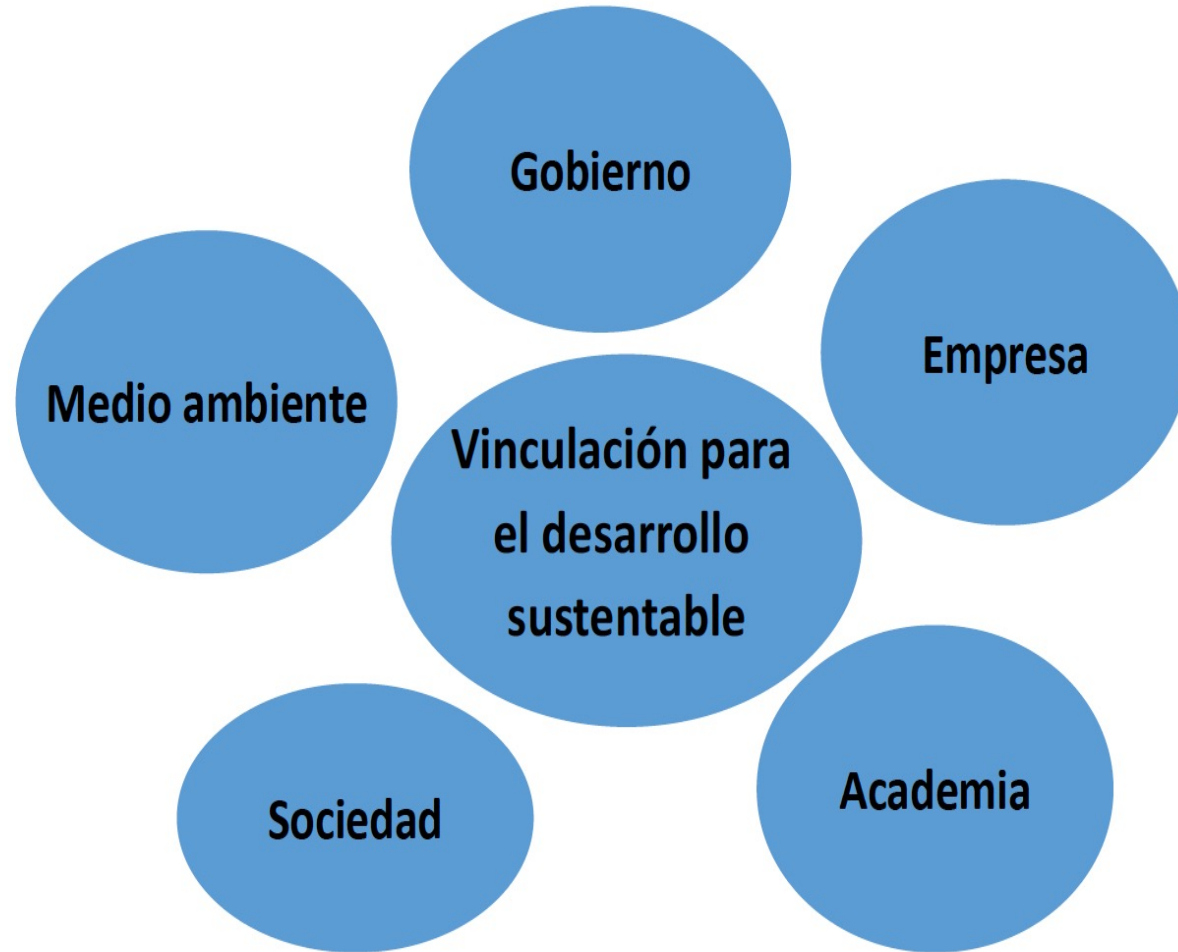 Gobierno
Empresa
Medio ambiente
Vinculación para
el desarrollo
sustentable
Academia
Sociedad